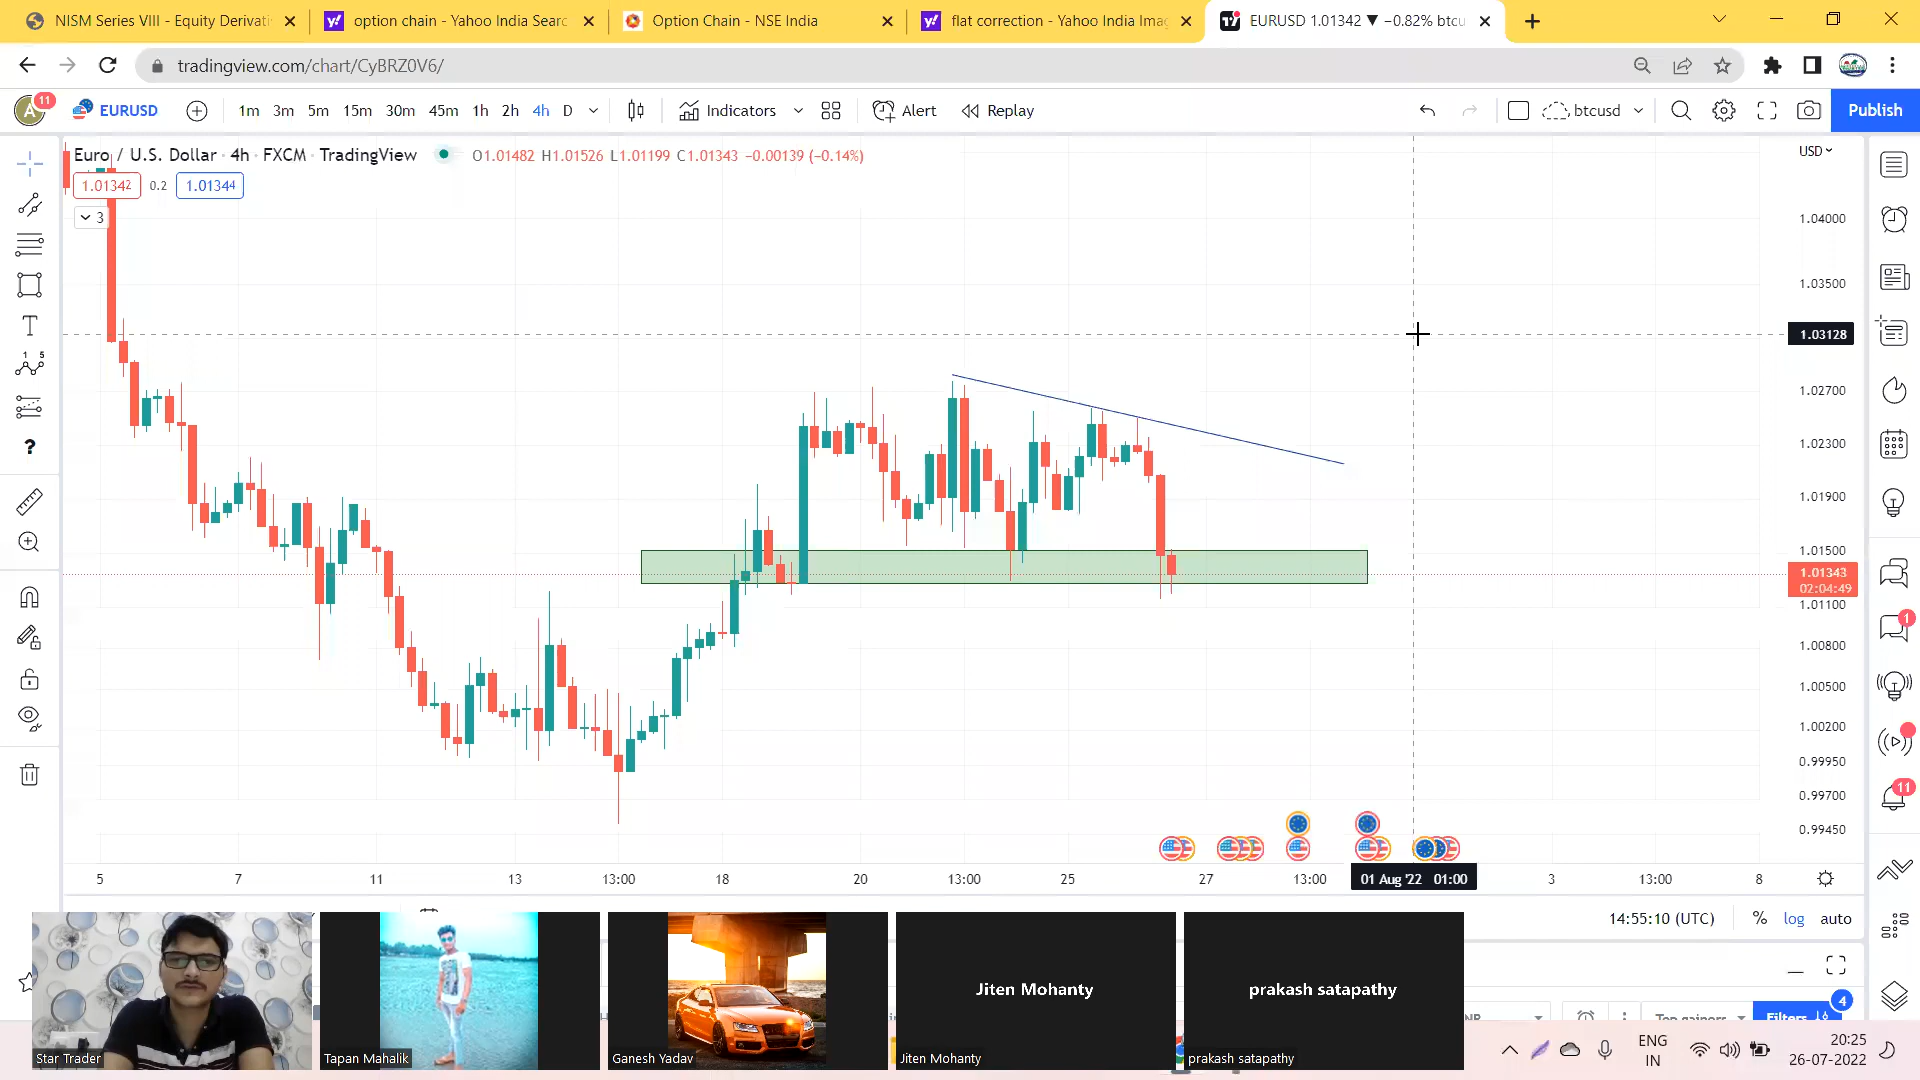 NISM Series VIII - Equity Derivati
option chain - Yahoo India Searc
Option Chain - NSE India
flat correction - Yahoo India Imag
EURUSD 1.01342 ▼ −0.82% btcu
tradingview.com/chart/CyBRZ0V6/
A
11
EURUSD
1m 3m 5m 15m 30m 45m 1h 2h 4h D
Indicators
Alert
Replay
btcusd
Publish
Euro / U.S. Dollar · 4h · FXCM · TradingView
O1.01482 H1.01526 L1.01199 C1.01343 −0.00139 (−0.14%)
USD
1.01342 0.2 1.01344
3
1.04000
1.03500
1.03128
1.02700
1.02300
1.01900
1.01500
1.01343
02:04:49
1.01100
1.00800
1.00500
1.00200
0.99950
0.99700
0.99450
1
11
5 7 11 13 13:00 18 20 13:00 25 27 13:00 01 Aug '22 01:00 3 13:00 8
14:55:10 (UTC) % log auto
Jiten Mohanty
prakash satapathy
4
Top gainers
Filters
Star Trader
Tapan Mahalik
Ganesh Yadav
Jiten Mohanty
prakash satapathy
ENG
IN
20:25
26-07-2022